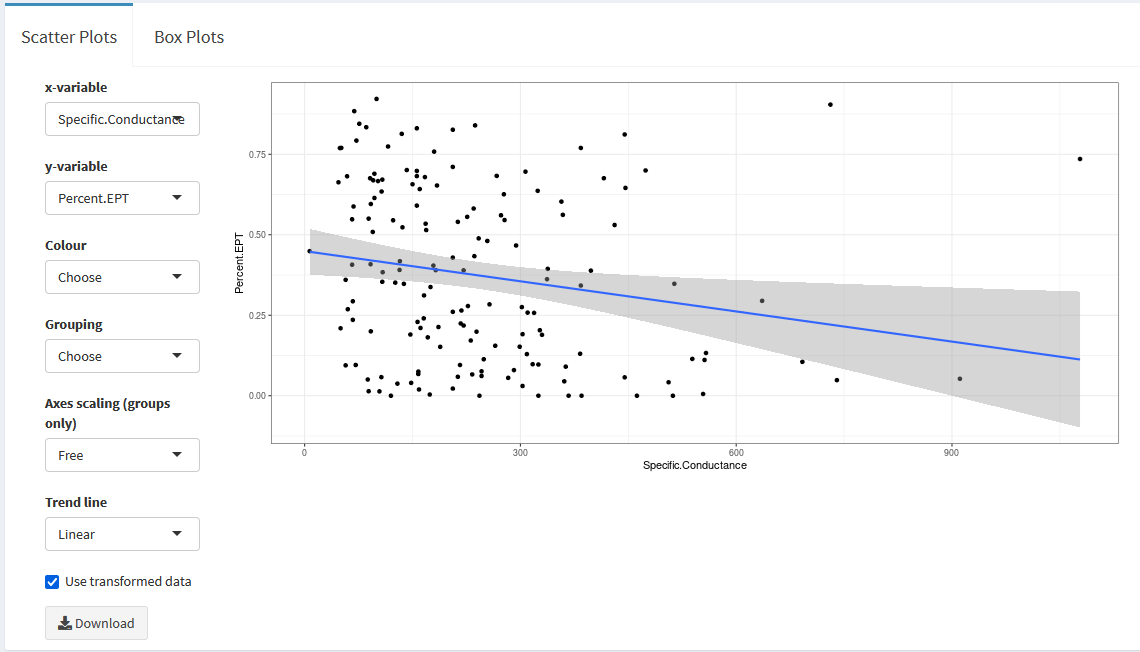 Scatter Plots
Box Plots
x-variable
Specific.Conductance
y-variable
Percent.EPT
Colour
Choose
Grouping
Choose
Axes scaling (groups
only)
Free
Trend line
Linear
Use transformed data
Download
Percent.EPT
0.75
0.50
0.25
0.00
0
300
600
900
Specific.Conductance